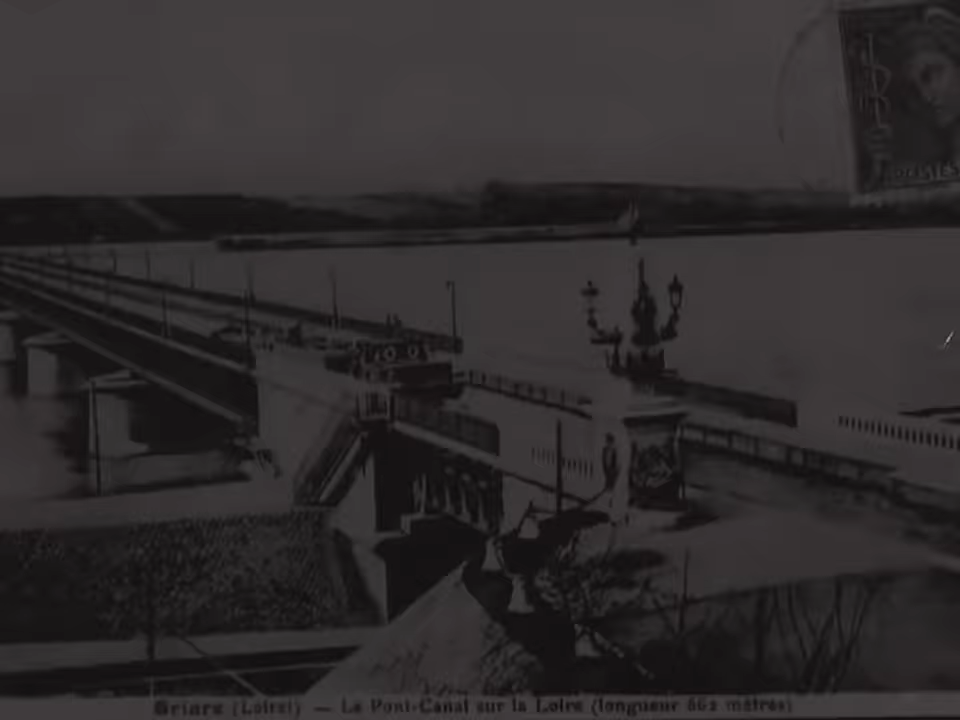 Briare (Loiret) — Le Pont-Canal sur la Loire (longueur 662 mètres)